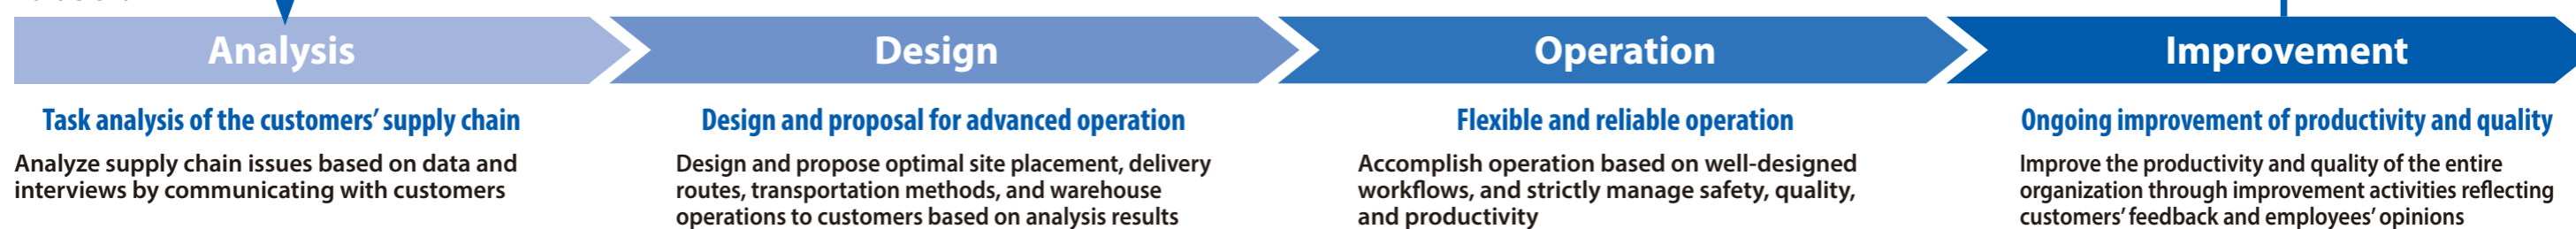 Analysis
Design
Operation
Improvement
Task analysis of the customers' supply chain
Analyze supply chain issues based on data and
interviews by communicating with customers
Design and proposal for advanced operation
Design and propose optimal site placement, delivery
routes, transportation methods, and warehouse
operations to customers based on analysis results
Flexible and reliable operation
Accomplish operation based on well-designed
workflows, and strictly manage safety, quality,
and productivity
Ongoing improvement of productivity and quality
Improve the productivity and quality of the entire
organization through improvement activities reflecting
customers' feedback and employees' opinions